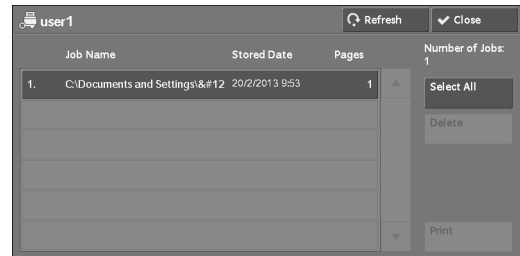 user1
Refresh
Close
Job Name Stored Date Pages
Number of Jobs:
1
1. C:\Documents and Settings\&#12 20/2/2013 9:53 1
Select All
Delete
Print